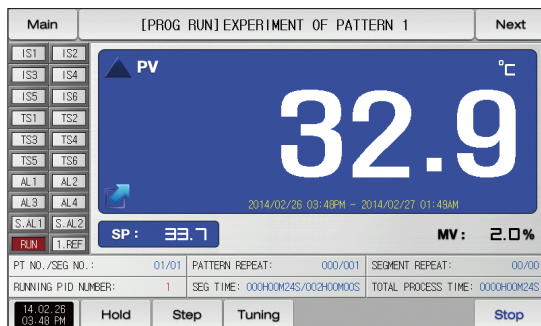 Main [PROG RUN]EXPERIMENT OF PATTERN 1 Next
IS1 IS2
IS3 IS4
IS5 IS6
TS1 TS2
TS3 TS4
TS5 TS6
AL1 AL2
AL3 AL4
S.AL1 S.AL2
RUN 1.REF
PV °C
32.9
2014/02/26 03:48PM - 2014/02/27 01:49AM
SP: 33.7 MV: 2.0%
PT NO./SEG NO.: 01/01 PATTERN REPEAT: 000/001 SEGMENT REPEAT: 00/00
RUNNING PID NUMBER: 1 SEG TIME: 000H00M24S/002H00M00S TOTAL PROCESS TIME: 0000H00M24S
14.02.26
03:48 PM
Hold Step Tuning Stop